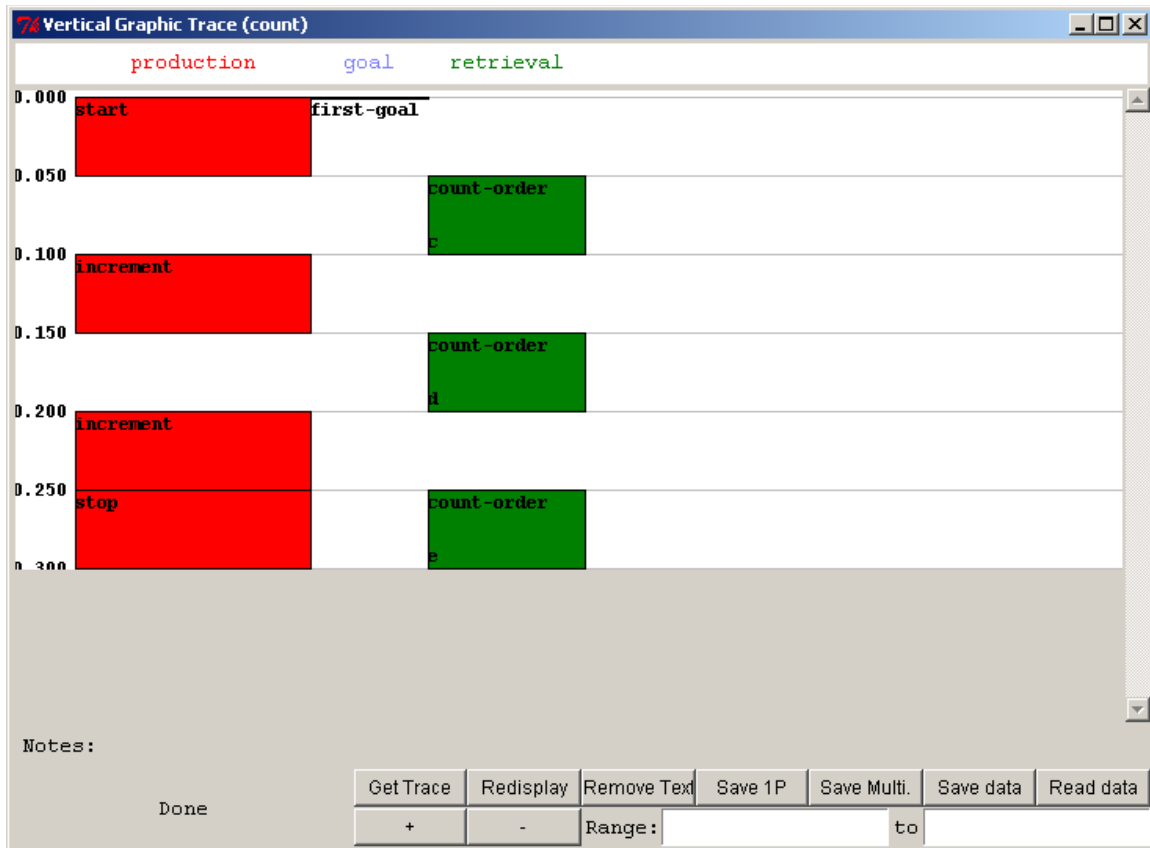 Vertical Graphic Trace (count)
production goal retrieval
0.000 start first-goal
0.050 count-order
c
0.100 increment
0.150 count-order
d
0.200 increment
0.250 stop count-order
e
0.300
Notes:
Get Trace Redisplay Remove Text Save 1P Save Multi. Save data Read data
Done
+ - Range: to